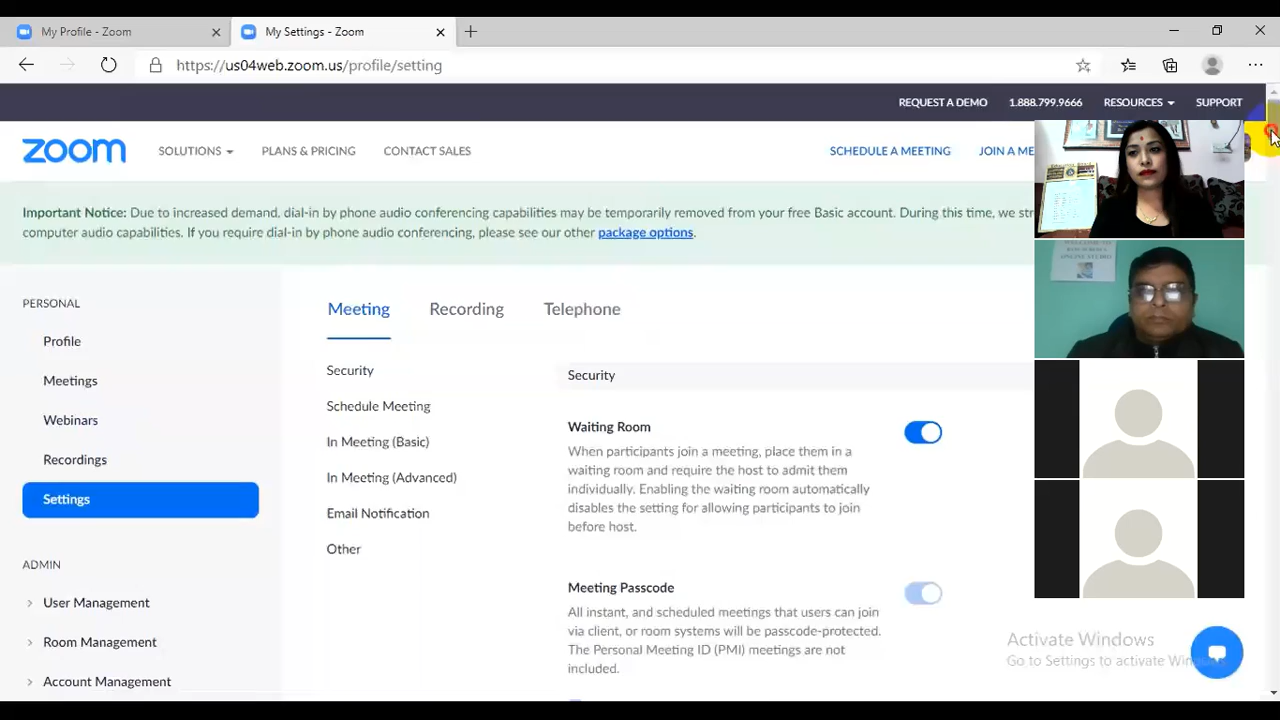 My Profile - Zoom
My Settings - Zoom
https://us04web.zoom.us/profile/setting
REQUEST A DEMO 1.888.799.9666 RESOURCES SUPPORT
zoom SOLUTIONS PLANS & PRICING CONTACT SALES SCHEDULE A MEETING JOIN A ME
Important Notice: Due to increased demand, dial-in by phone audio conferencing capabilities may be temporarily removed from your free Basic account. During this time, we str
computer audio capabilities. If you require dial-in by phone audio conferencing, please see our other package options.
PERSONAL
Profile
Meetings
Webinars
Recordings
Settings
ADMIN
User Management
Room Management
Account Management
Meeting Recording Telephone
Security
Schedule Meeting
In Meeting (Basic)
In Meeting (Advanced)
Email Notification
Other
Security
Waiting Room
When participants join a meeting, place them in a
waiting room and require the host to admit them
individually. Enabling the waiting room automatically
disables the setting for allowing participants to join
before host.
Meeting Passcode
All instant, and scheduled meetings that users can join
via client, or room systems will be passcode-protected.
The Personal Meeting ID (PMI) meetings are not
included.
Activate Windows
Go to Settings to activate Win